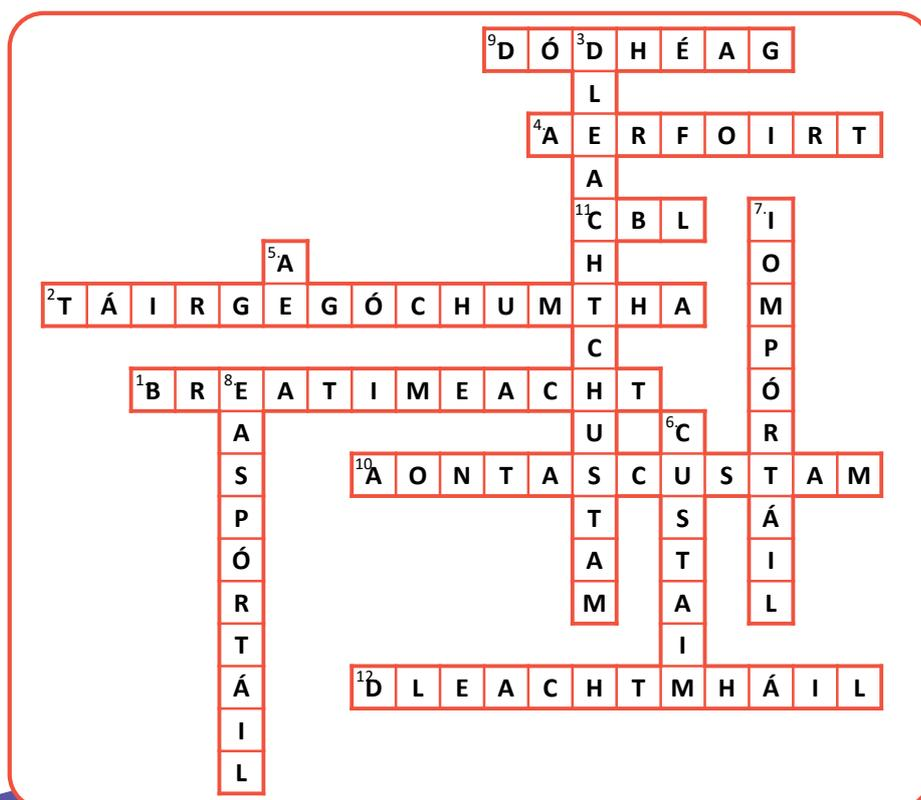 9. D Ó 3. D H É A G
L
4. A E R F O I R T
A
11. C B L 7. I
5. A H O
2. T Á I R G E G Ó C H U M T H A M
C P
1. B R 8. E A T I M E A C H T Ó
A U 6. C R
S 10. A O N T A S C U S T A M
P T S Á
Ó A T I
R M A L
T I
Á 12. D L E A C H T M H Á I L
I
L